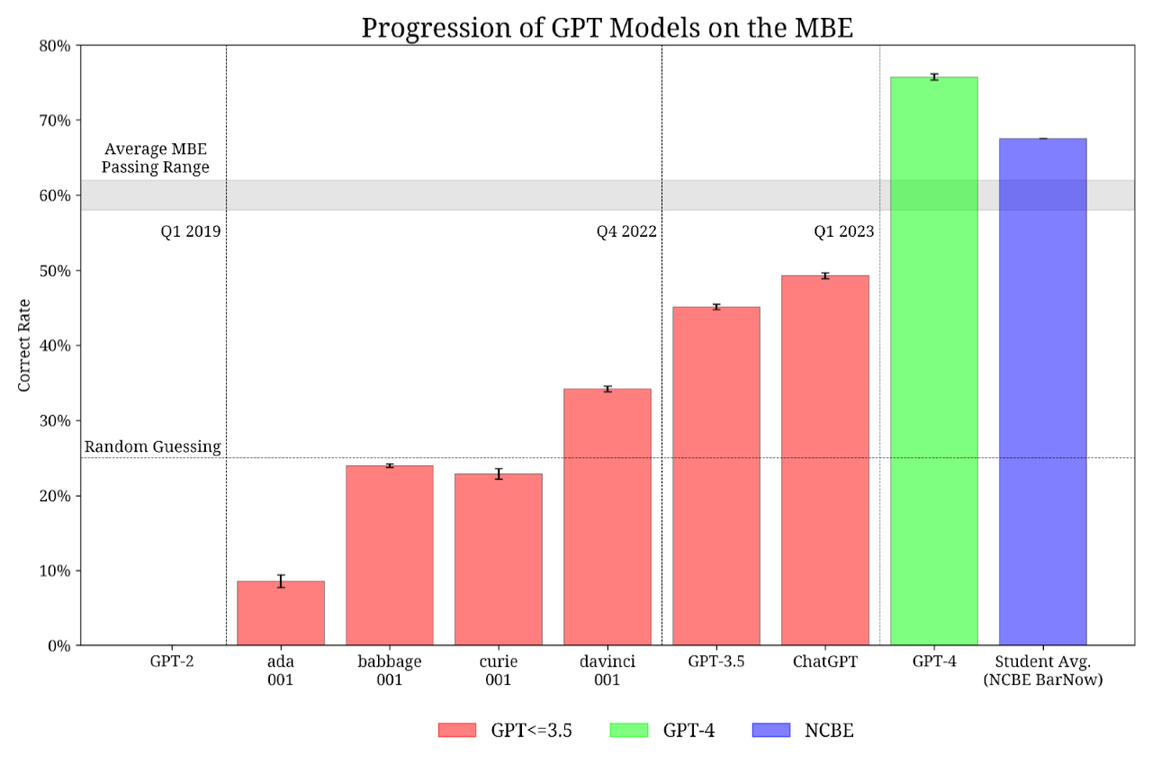 Progression of GPT Models on the MBE
80%
70%
60%
50%
40%
30%
20%
10%
0%
Correct Rate
Average MBE
Passing Range
Q1 2019
Q4 2022
Q1 2023
Random Guessing
GPT-2
ada
001
babbage
001
curie
001
davinci
001
GPT-3.5
ChatGPT
GPT-4
Student Avg.
(NCBE BarNow)
GPT<=3.5
GPT-4
NCBE